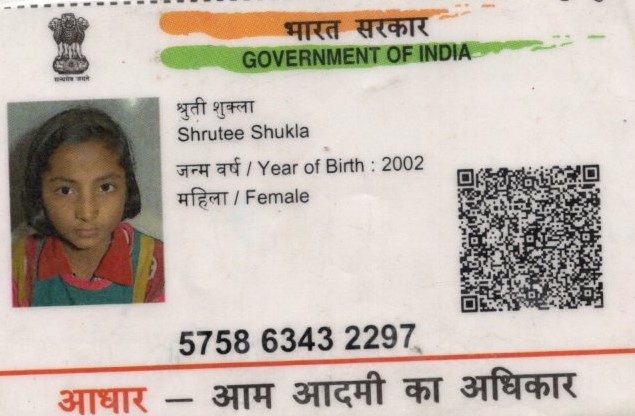 भारत सरकार
GOVERNMENT OF INDIA
सत्यमेव जयते
श्रुती शुक्ला
Shrutee Shukla
जन्म वर्ष / Year of Birth : 2002
महिला / Female
5758 6343 2297
आधार – आम आदमी का अधिकार